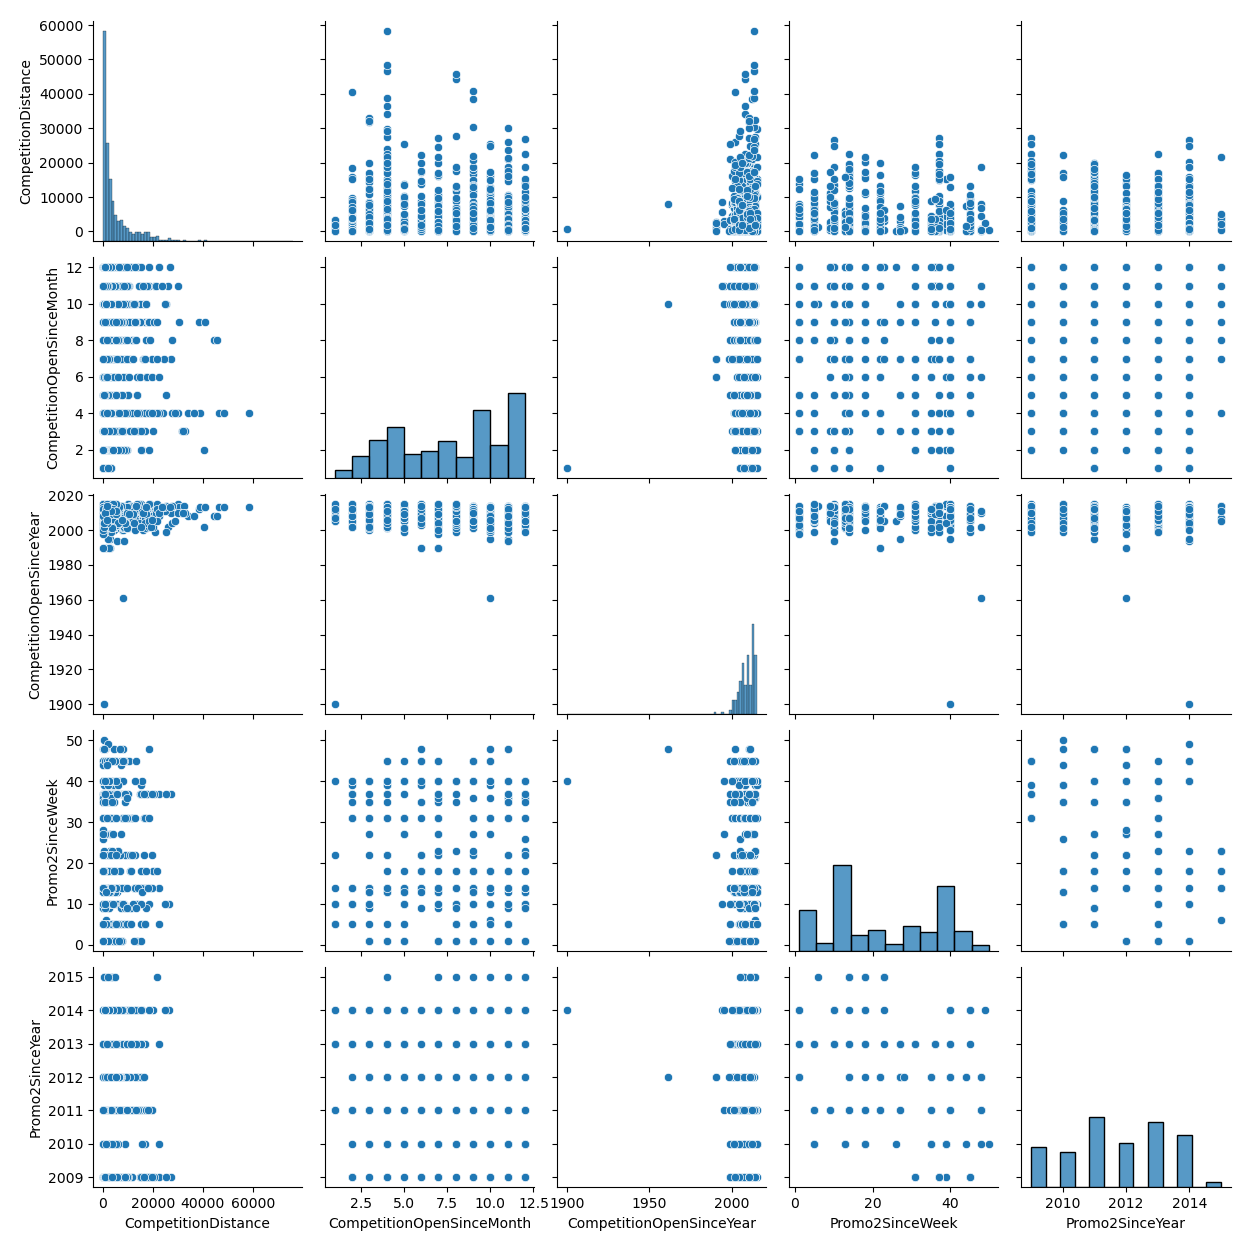 60000
50000
40000
30000
20000
10000
0
CompetitionDistance
12
10
8
6
4
2
CompetitionOpenSinceMonth
2020
2000
1980
1960
1940
1920
1900
CompetitionOpenSinceYear
50
40
30
20
10
0
Promo2SinceWeek
2015
2014
2013
2012
2011
2010
2009
Promo2SinceYear
0 20000 40000 60000
CompetitionDistance
2.5 5.0 7.5 10.0 12.5
CompetitionOpenSinceMonth
1900 1950 2000
CompetitionOpenSinceYear
0 20 40
Promo2SinceWeek
2010 2012 2014
Promo2SinceYear